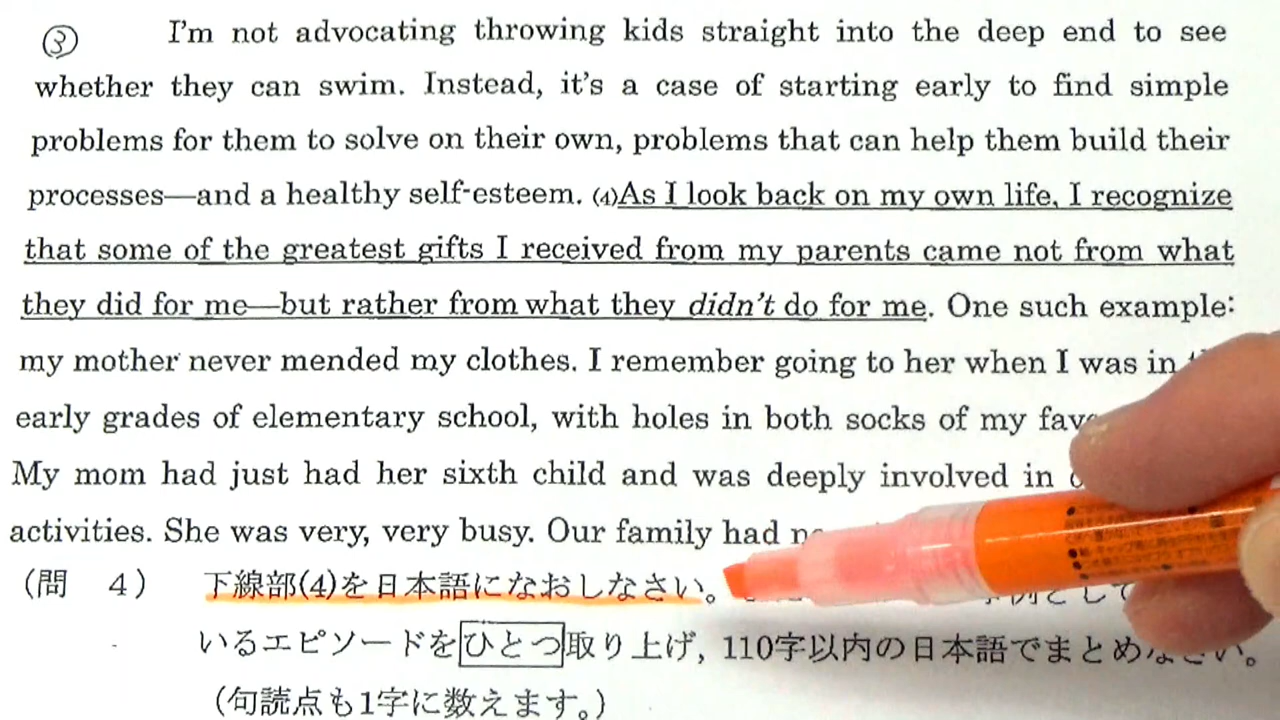 ③ I'm not advocating throwing kids straight into the deep end to see
whether they can swim. Instead, it's a case of starting early to find simple
problems for them to solve on their own, problems that can help them build their
processes—and a healthy self-esteem. (4)As I look back on my own life, I recognize
that some of the greatest gifts I received from my parents came not from what
they did for me—but rather from what they didn't do for me. One such example:
my mother never mended my clothes. I remember going to her when I was in
early grades of elementary school, with holes in both socks of my
My mom had just had her sixth child and was deeply involved in
activities. She was very, very busy. Our family had
(問 4) 下線部(4)を日本語になおしなさい。
いるエピソードをひとつ取り上げ, 110字以内の日本語でまとめなさい。
(句読点も1字に数えます。)